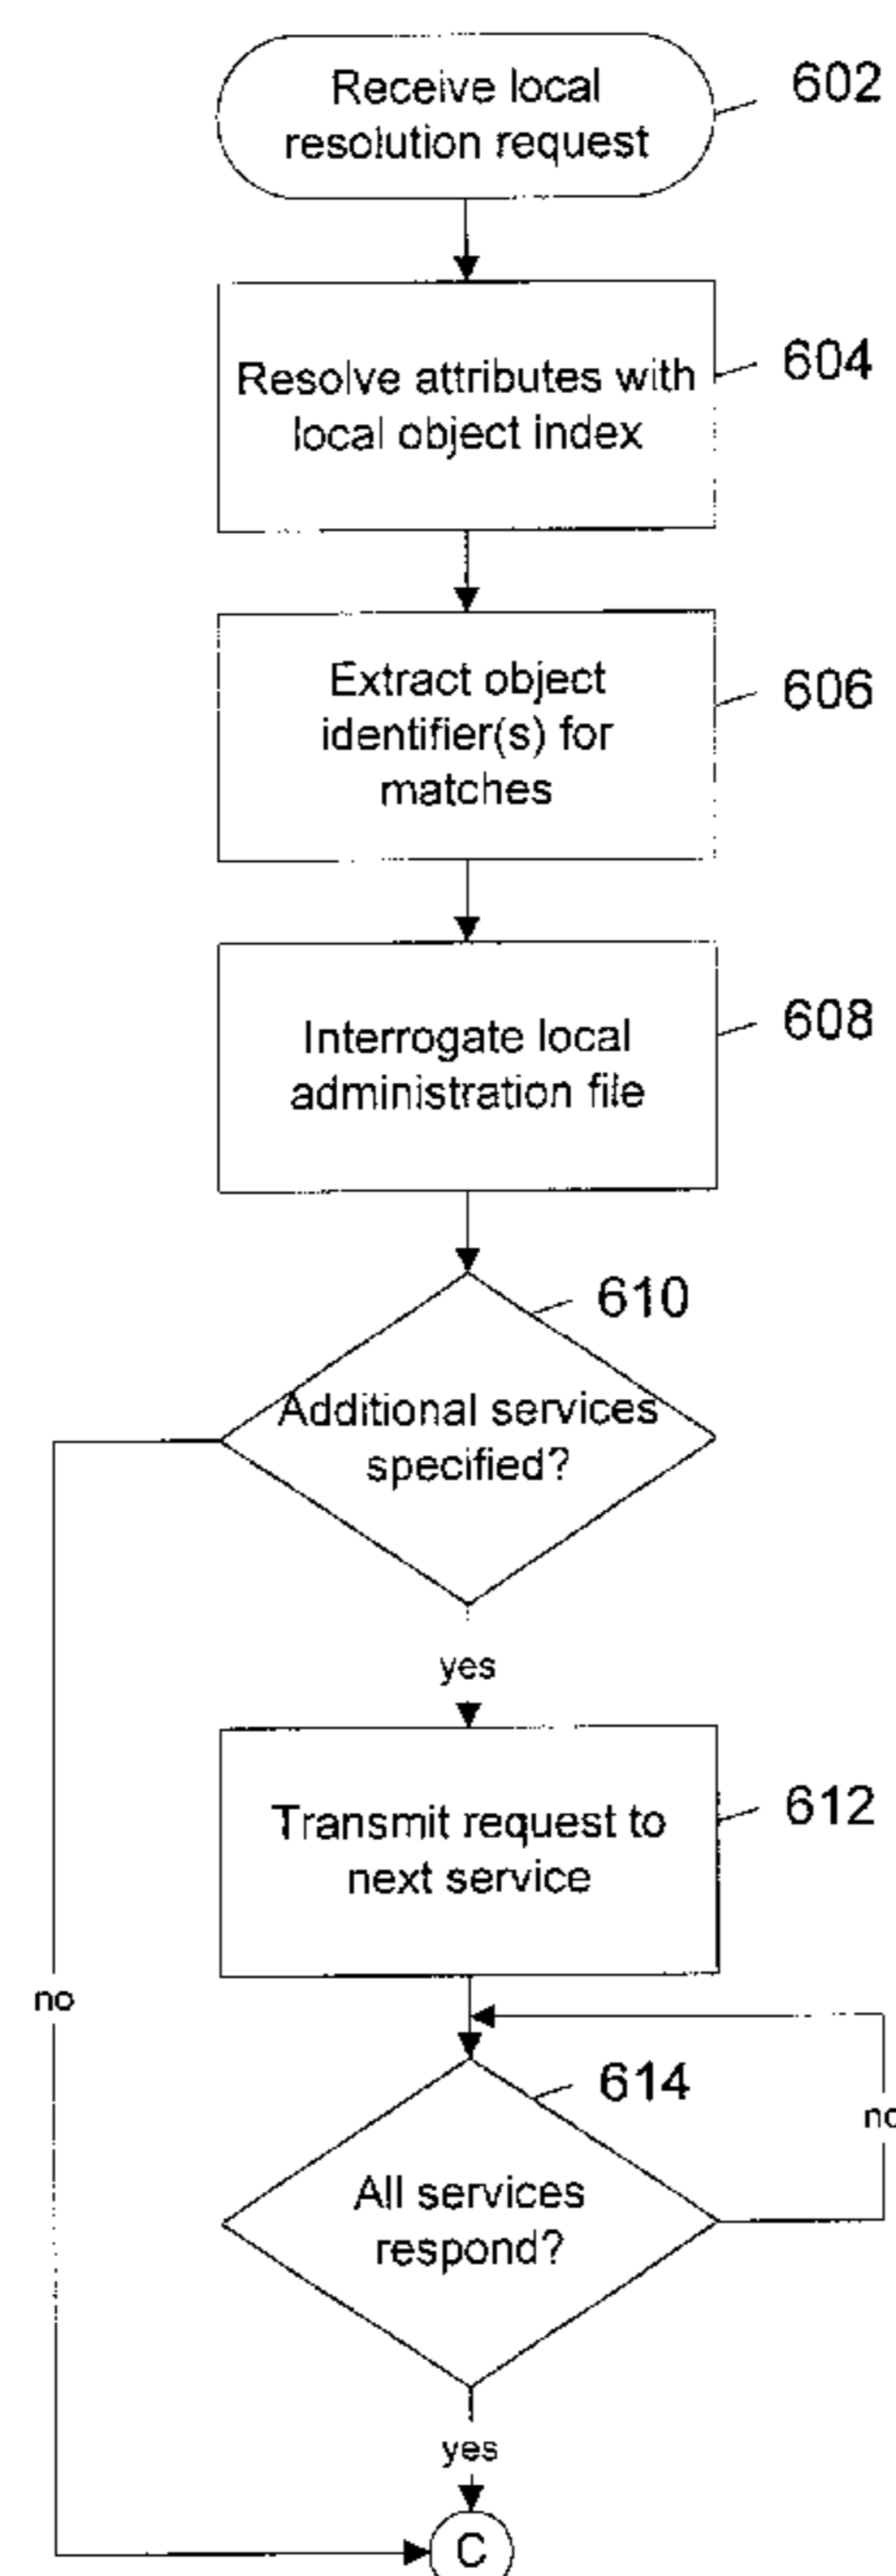 Receive local
resolution request
602
Resolve attributes with
local object index
604
Extract object
identifier(s) for
matches
606
Interrogate local
administration file
608
610
Additional services
specified?
yes
Transmit request to
next service
612
no
614
no
All services
respond?
yes
C